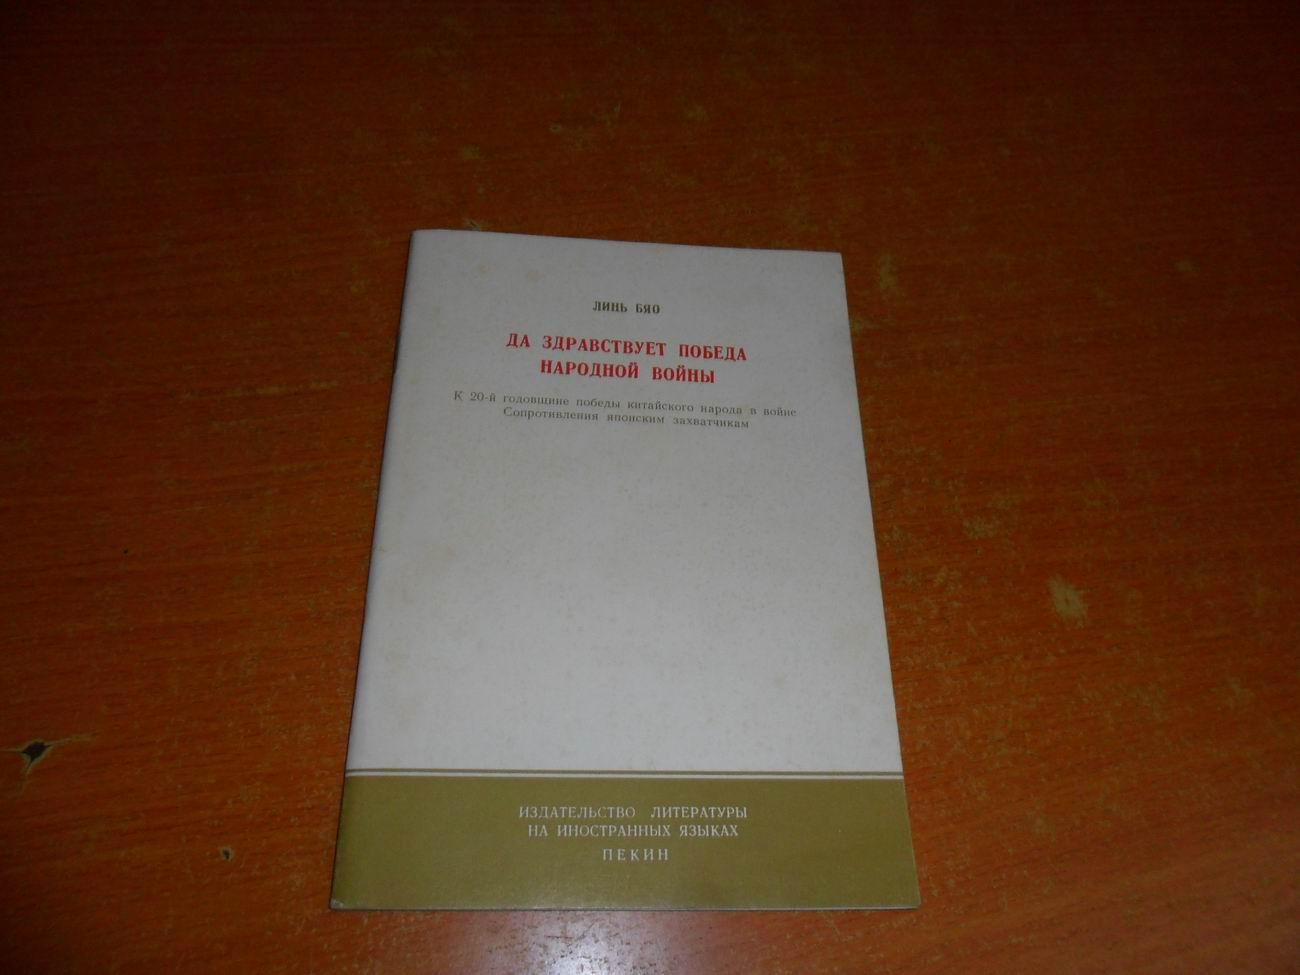 ЛИНЬ БЯО
ДА ЗДРАВСТВУЕТ ПОБЕДА
НАРОДНОЙ ВОЙНЫ
К 20-й годовщине победы китайского народа в войне
Сопротивления японским захватчикам
ИЗДАТЕЛЬСТВО ЛИТЕРАТУРЫ
НА ИНОСТРАННЫХ ЯЗЫКАХ
ПЕКИН